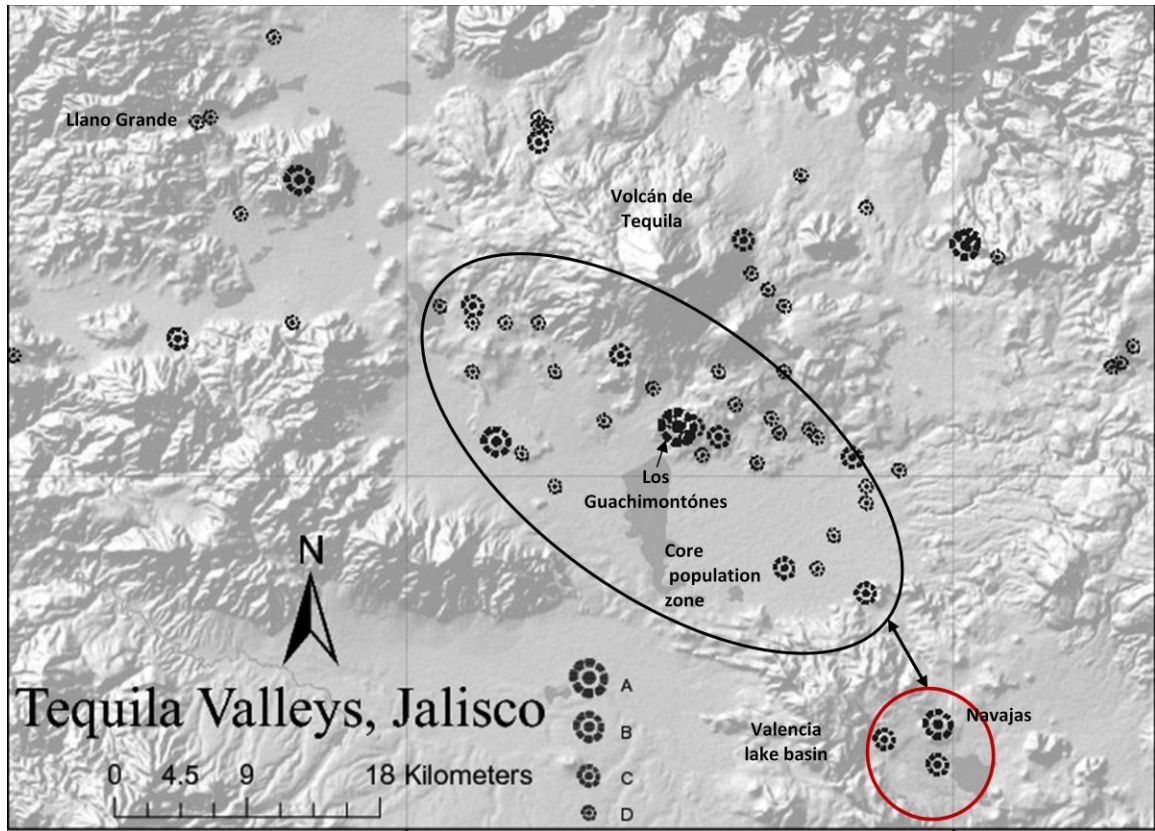 Llano Grande
Volcán de
Tequila
Los
Guachimontónes
Core
population
zone
N
Tequila Valleys, Jalisco
0 4.5 9 18 Kilometers
A
B
C
D
Valencia
lake basin
Navajas